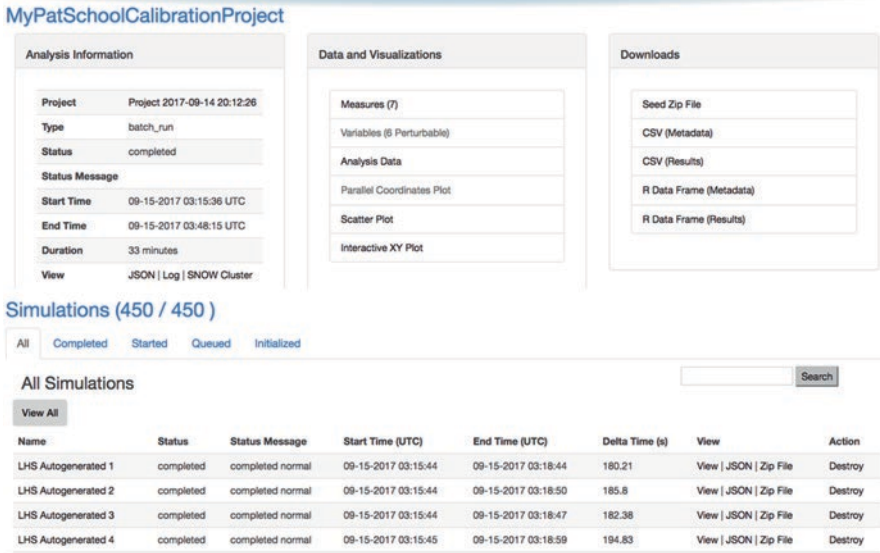 MyPatSchoolCalibrationProject
Analysis Information
Project Project 2017-09-14 20:12:26
Type batch_run
Status completed
Status Message
Start Time 09-15-2017 03:15:36 UTC
End Time 09-15-2017 03:48:15 UTC
Duration 33 minutes
View JSON | Log | SNOW Cluster
Data and Visualizations
Measures (7)
Variables (6 Perturbable)
Analysis Data
Parallel Coordinates Plot
Scatter Plot
Interactive XY Plot
Downloads
Seed Zip File
CSV (Metadata)
CSV (Results)
R Data Frame (Metadata)
R Data Frame (Results)
Simulations (450 / 450 )
All Completed Started Queued Initialized
All Simulations
Search
View All
Name Status Status Message Start Time (UTC) End Time (UTC) Delta Time (s) View Action
LHS Autogenerated 1 completed completed normal 09-15-2017 03:15:44 09-15-2017 03:18:44 180.21 View | JSON | Zip File Destroy
LHS Autogenerated 2 completed completed normal 09-15-2017 03:15:44 09-15-2017 03:18:50 185.8 View | JSON | Zip File Destroy
LHS Autogenerated 3 completed completed normal 09-15-2017 03:15:44 09-15-2017 03:18:47 182.38 View | JSON | Zip File Destroy
LHS Autogenerated 4 completed completed normal 09-15-2017 03:15:45 09-15-2017 03:18:59 194.83 View | JSON | Zip File Destroy